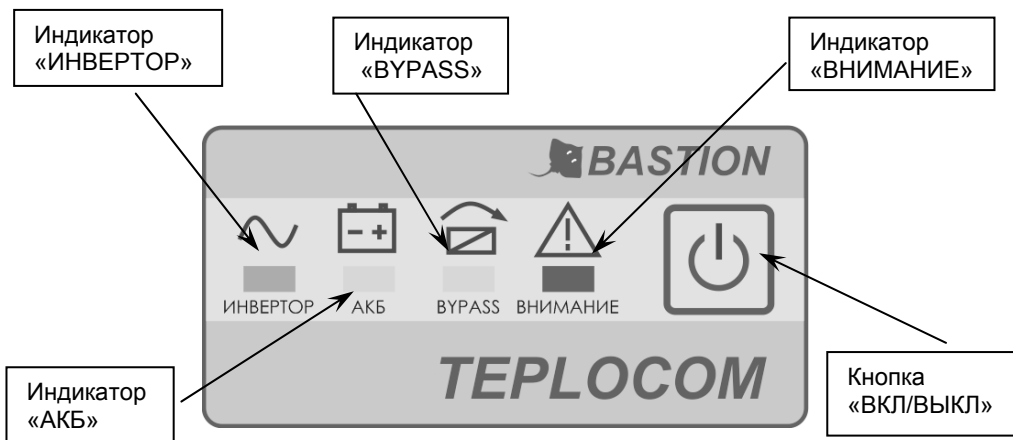 Индикатор
«ИНВЕРТОР»
Индикатор
«BYPASS»
Индикатор
«ВНИМАНИЕ»
BASTION
ИНВЕРТОР
АКБ
BYPASS
ВНИМАНИЕ
TEPLOCOM
Индикатор
«АКБ»
Кнопка
«ВКЛ/ВЫКЛ»